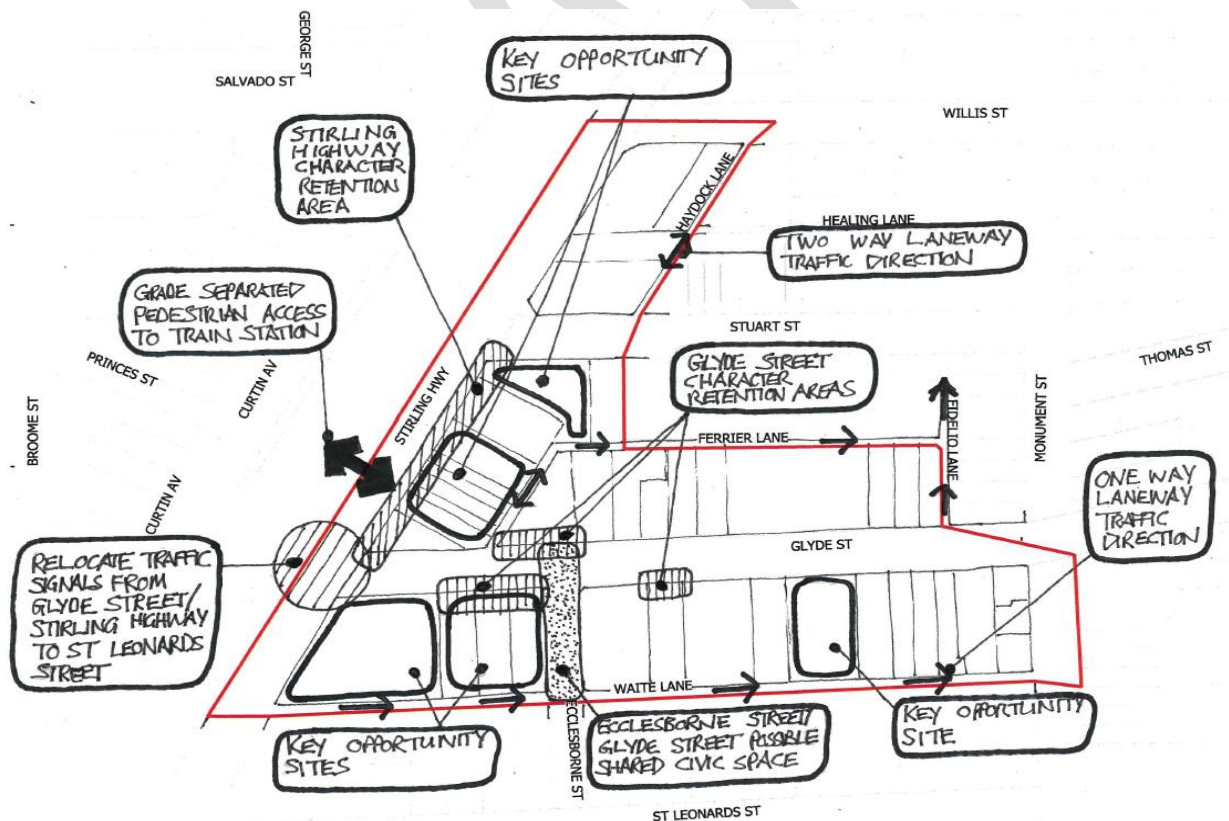 GEORGE ST
SALVADO ST
KEY OPPORTUNITY
SITES
WILLIS ST
STIRLING
HIGHWAY
CHARACTER
RETENTION
AREA
HAYDOCK LANE
HEALING LANE
TWO WAY LANEWAY
TRAFFIC DIRECTION
GRADE SEPARATED
PEDESTRIAN ACCESS
TO TRAIN STATION
STUART ST
THOMAS ST
PRINCES ST
CURTIN AV
STIRLING HWY
GLYDE STREET
CHARACTER
RETENTION AREAS
BROOME ST
MONUMENT ST
FERRIER LANE
FIDELIO LANE
ONE WAY
LANEWAY
TRAFFIC
DIRECTION
CURTIN AV
RELOCATE TRAFFIC
SIGNALS FROM
GLYDE STREET/
STIRLING HIGHWAY
TO ST LEONARDS
STREET
GLYDE ST
WAITE LANE
ECCLESBORNE ST
KEY OPPORTUNITY
SITES
ECCLESBORNE STREET/
GLYDE STREET POSSIBLE
SHARED CIVIC SPACE
KEY OPPORTUNITY
SITE
ST LEONARDS ST